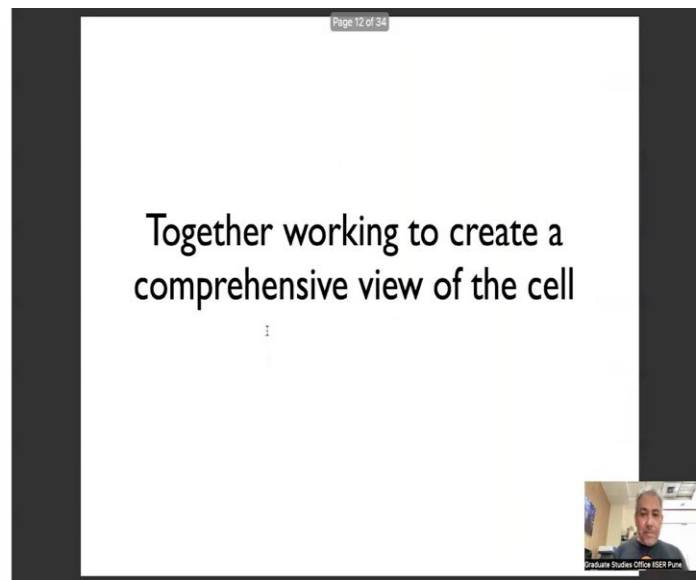 Page 12 of 34
Together working to create a
comprehensive view of the cell
Graduate Studies Office IISER Pune